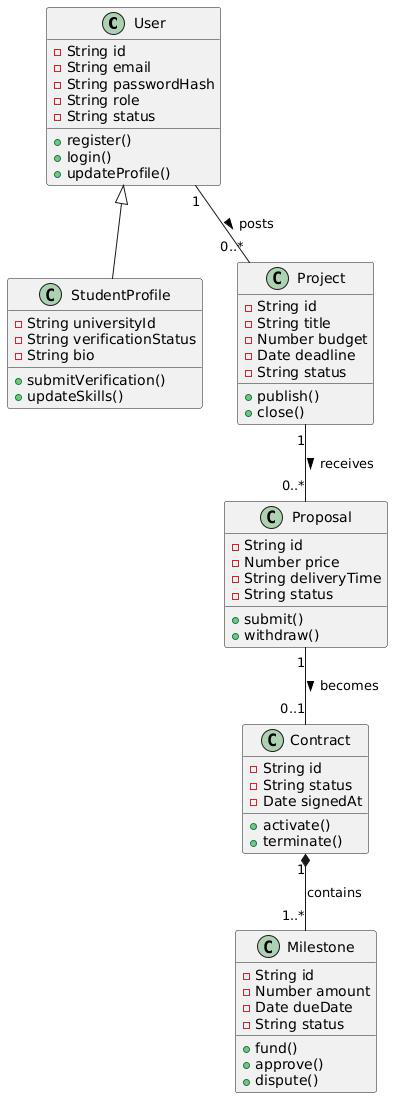 C User
String id
String email
String passwordHash
String role
String status
register()
login()
updateProfile()
1
posts
0..*
C StudentProfile
String universityId
String verificationStatus
String bio
submitVerification()
updateSkills()
C Project
String id
String title
Number budget
Date deadline
String status
publish()
close()
1
receives
0..*
C Proposal
String id
Number price
String deliveryTime
String status
submit()
withdraw()
1
becomes
0..1
C Contract
String id
String status
Date signedAt
activate()
terminate()
1
contains
1..*
C Milestone
String id
Number amount
Date dueDate
String status
fund()
approve()
dispute()